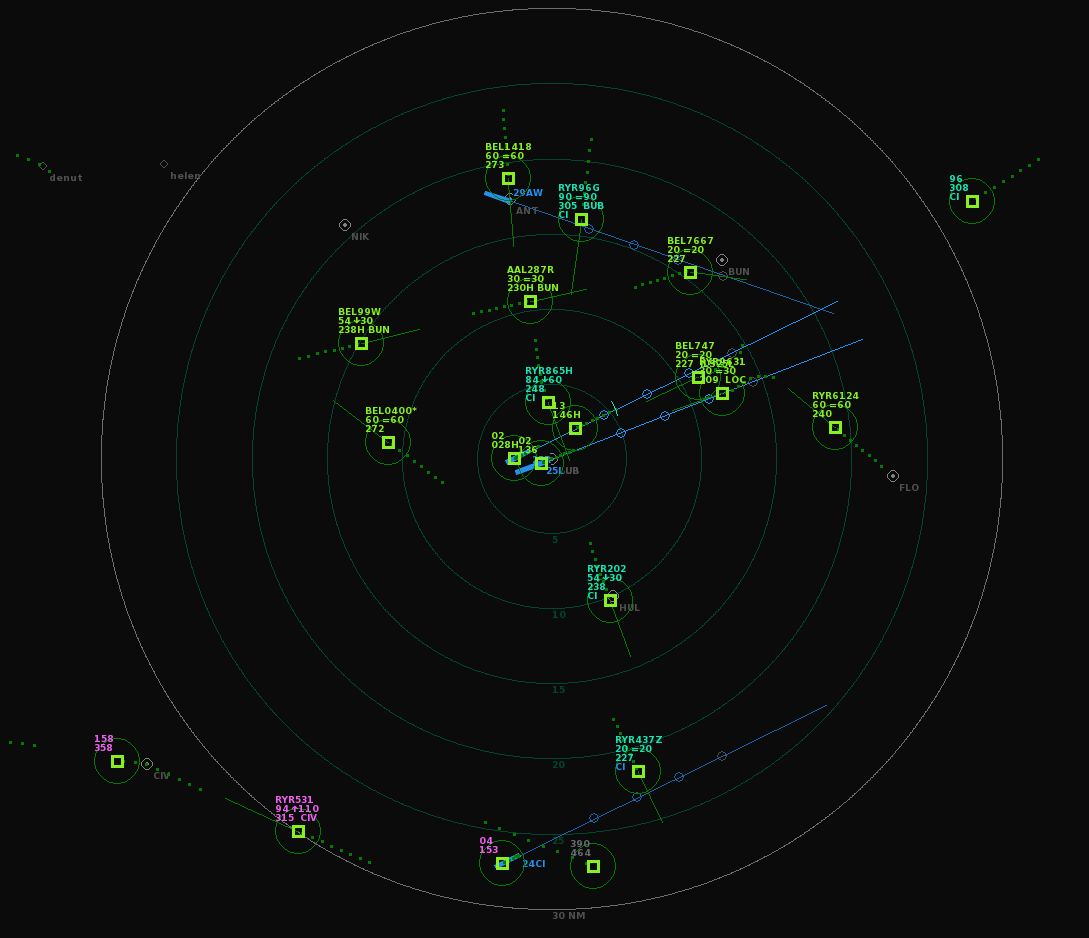 BEL1418
60 =60
273
29AW
ANT
denut
helen
96
308
CI
RYR96G
90 =90
305 BUB
CI
NIK
BEL7667
20 =20
227
BUN
AAL287R
30 =30
230H BUN
BEL99W
54 30
238H BUN
BEL747
20 =20
227
30 =30
LOC
RYR865H
84 60
248
CI
BEL0400*
60 =60
272
13
146H
RYR6124
60 =60
240
02
028H
02
136
25L
FLO
5
RYR202
54 30
238
CI
HUL
10
15
RYR437Z
20 =20
227
CI
158
358
CIV
20
RYR531
94 110
315 CIV
04
153
24CI
25
390
464
30 NM